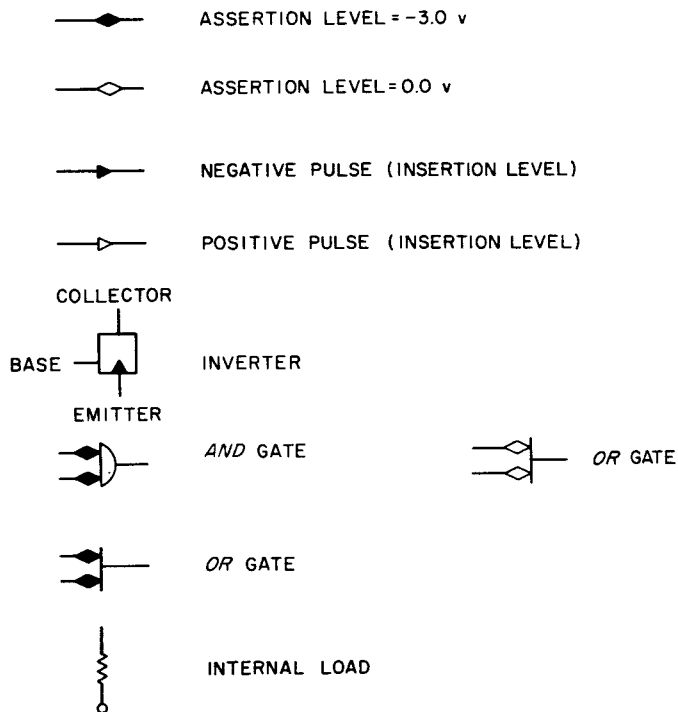 ASSERTION LEVEL = -3.0 v
ASSERTION LEVEL = 0.0 v
NEGATIVE PULSE (INSERTION LEVEL)
POSITIVE PULSE (INSERTION LEVEL)
COLLECTOR
BASE
INVERTER
EMITTER
AND GATE
OR GATE
OR GATE
INTERNAL LOAD